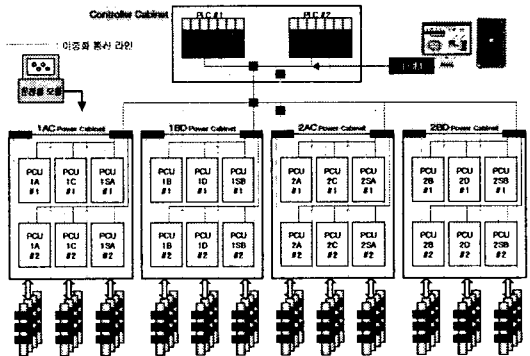 Controller Cabinet
PLC #1
PLC #2
이중화 통신 라인
운전용 모듈
1AC Power Cabinet
1BD Power Cabinet
2AC Power Cabinet
2BD Power Cabinet
PCU 1A #1
PCU 1C #1
PCU 1SA #1
PCU 1B #1
PCU 1D #1
PCU 1SB #1
PCU 2A #1
PCU 2C #1
PCU 2SA #1
PCU 2B #1
PCU 2D #1
PCU 2SB #1
PCU 1A #2
PCU 1C #2
PCU 1SA #2
PCU 1B #2
PCU 1D #2
PCU 1SB #2
PCU 2A #2
PCU 2C #2
PCU 2SA #2
PCU 2B #2
PCU 2D #2
PCU 2SB #2